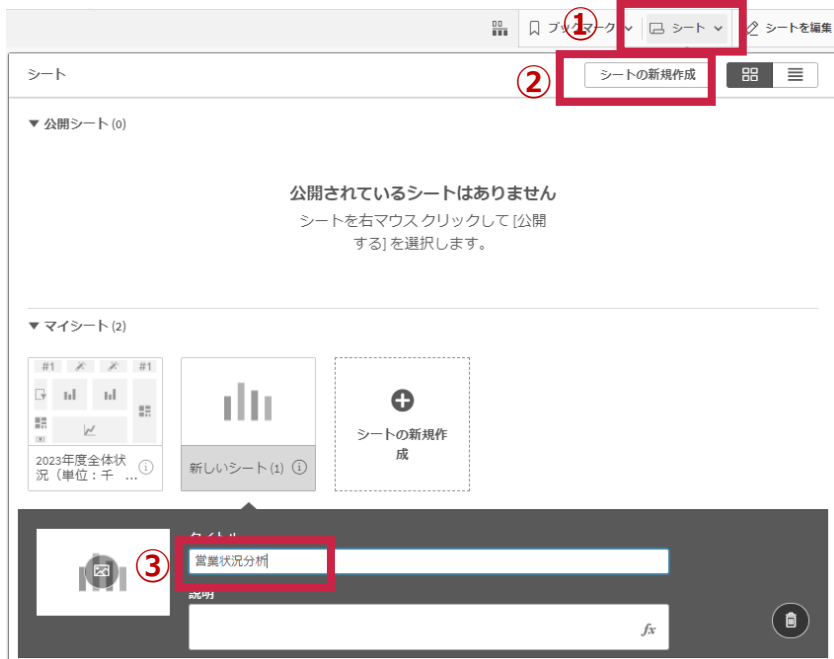 ① ブックマーク シート シートを編集
シート ② シートの新規作成
公開シート (0)
公開されているシートはありません
シートを右マウス クリックして [公開
する] を選択します。
マイシート (2)
#1 #1
2023年度全体状
況（単位：千 ...
新しいシート (1)
シートの新規作
成
タイトル
③ 営業状況分析
説明
fx